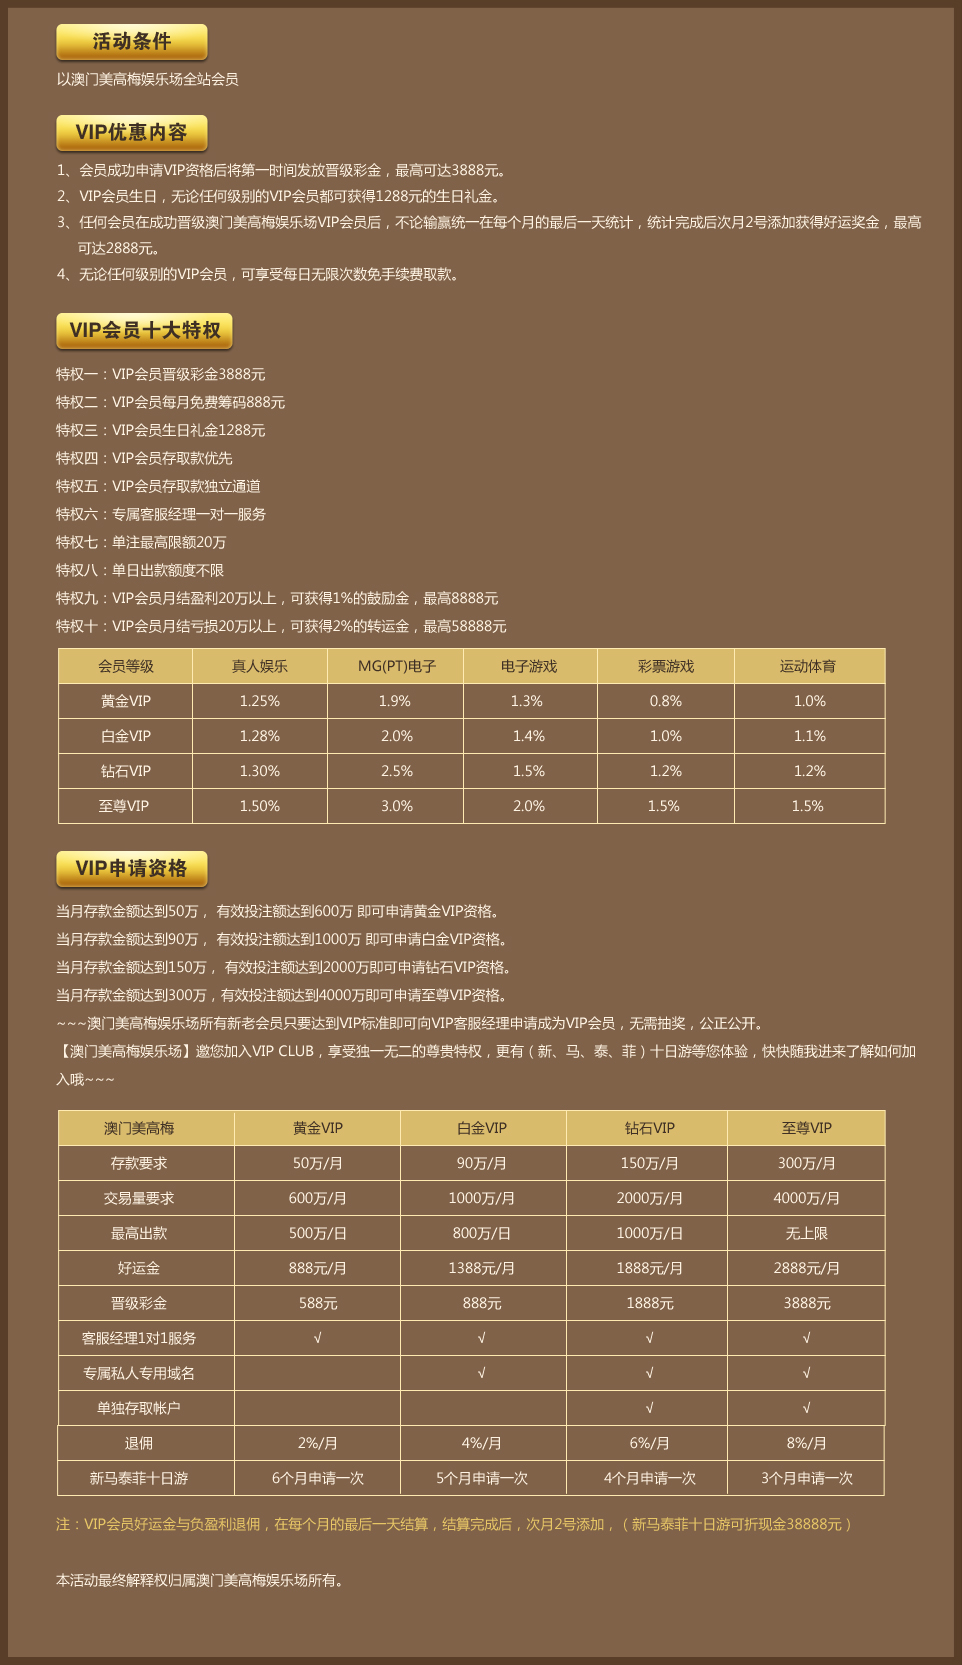 活动条件
以澳门美高梅娱乐场全站会员
VIP优惠内容
1、会员成功申请VIP资格后将第一时间发放晋级彩金，最高可达3888元。
2、VIP会员生日，无论任何级别的VIP会员都可获得1288元的生日礼金。
3、任何会员在成功晋级澳门美高梅娱乐场VIP会员后，不论输赢统一在每个月的最后一天统计，统计完成后次月2号添加获得好运奖金，最高
可达2888元。
4、无论任何级别的VIP会员，可享受每日无限次数免手续费取款。
VIP会员十大特权
特权一：VIP会员晋级彩金3888元
特权二：VIP会员每月免费筹码888元
特权三：VIP会员生日礼金1288元
特权四：VIP会员存取款优先
特权五：VIP会员存取款独立通道
特权六：专属客服经理一对一服务
特权七：单注最高限额20万
特权八：单日出款额度不限
特权九：VIP会员月结盈利20万以上，可获得1%的鼓励金，最高8888元
特权十：VIP会员月结亏损20万以上，可获得2%的转运金，最高58888元
会员等级 真人娱乐 MG(PT)电子 电子游戏 彩票游戏 运动体育
黄金VIP 1.25% 1.9% 1.3% 0.8% 1.0%
白金VIP 1.28% 2.0% 1.4% 1.0% 1.1%
钻石VIP 1.30% 2.5% 1.5% 1.2% 1.2%
至尊VIP 1.50% 3.0% 2.0% 1.5% 1.5%
VIP申请资格
当月存款金额达到50万， 有效投注额达到600万 即可申请黄金VIP资格。
当月存款金额达到90万， 有效投注额达到1000万 即可申请白金VIP资格。
当月存款金额达到150万， 有效投注额达到2000万即可申请钻石VIP资格。
当月存款金额达到300万，有效投注额达到4000万即可申请至尊VIP资格。
~~~澳门美高梅娱乐场所有新老会员只要达到VIP标准即可向VIP客服经理申请成为VIP会员，无需抽奖，公正公开。
【澳门美高梅娱乐场】邀您加入VIP CLUB，享受独一无二的尊贵特权，更有（新、马、泰、菲）十日游等您体验，快快随我进来了解如何加
入哦~~~
澳门美高梅 黄金VIP 白金VIP 钻石VIP 至尊VIP
存款要求 50万/月 90万/月 150万/月 300万/月
交易量要求 600万/月 1000万/月 2000万/月 4000万/月
最高出款 500万/日 800万/日 1000万/日 无上限
好运金 888元/月 1388元/月 1888元/月 2888元/月
晋级彩金 588元 888元 1888元 3888元
客服经理1对1服务 √ √ √ √
专属私人专用域名 √ √ √
单独存取帐户 √ √
退佣 2%/月 4%/月 6%/月 8%/月
新马泰菲十日游 6个月申请一次 5个月申请一次 4个月申请一次 3个月申请一次
注：VIP会员好运金与负盈利退佣，在每个月的最后一天结算，结算完成后，次月2号添加，（新马泰菲十日游可折现金38888元）
本活动最终解释权归属澳门美高梅娱乐场所有。